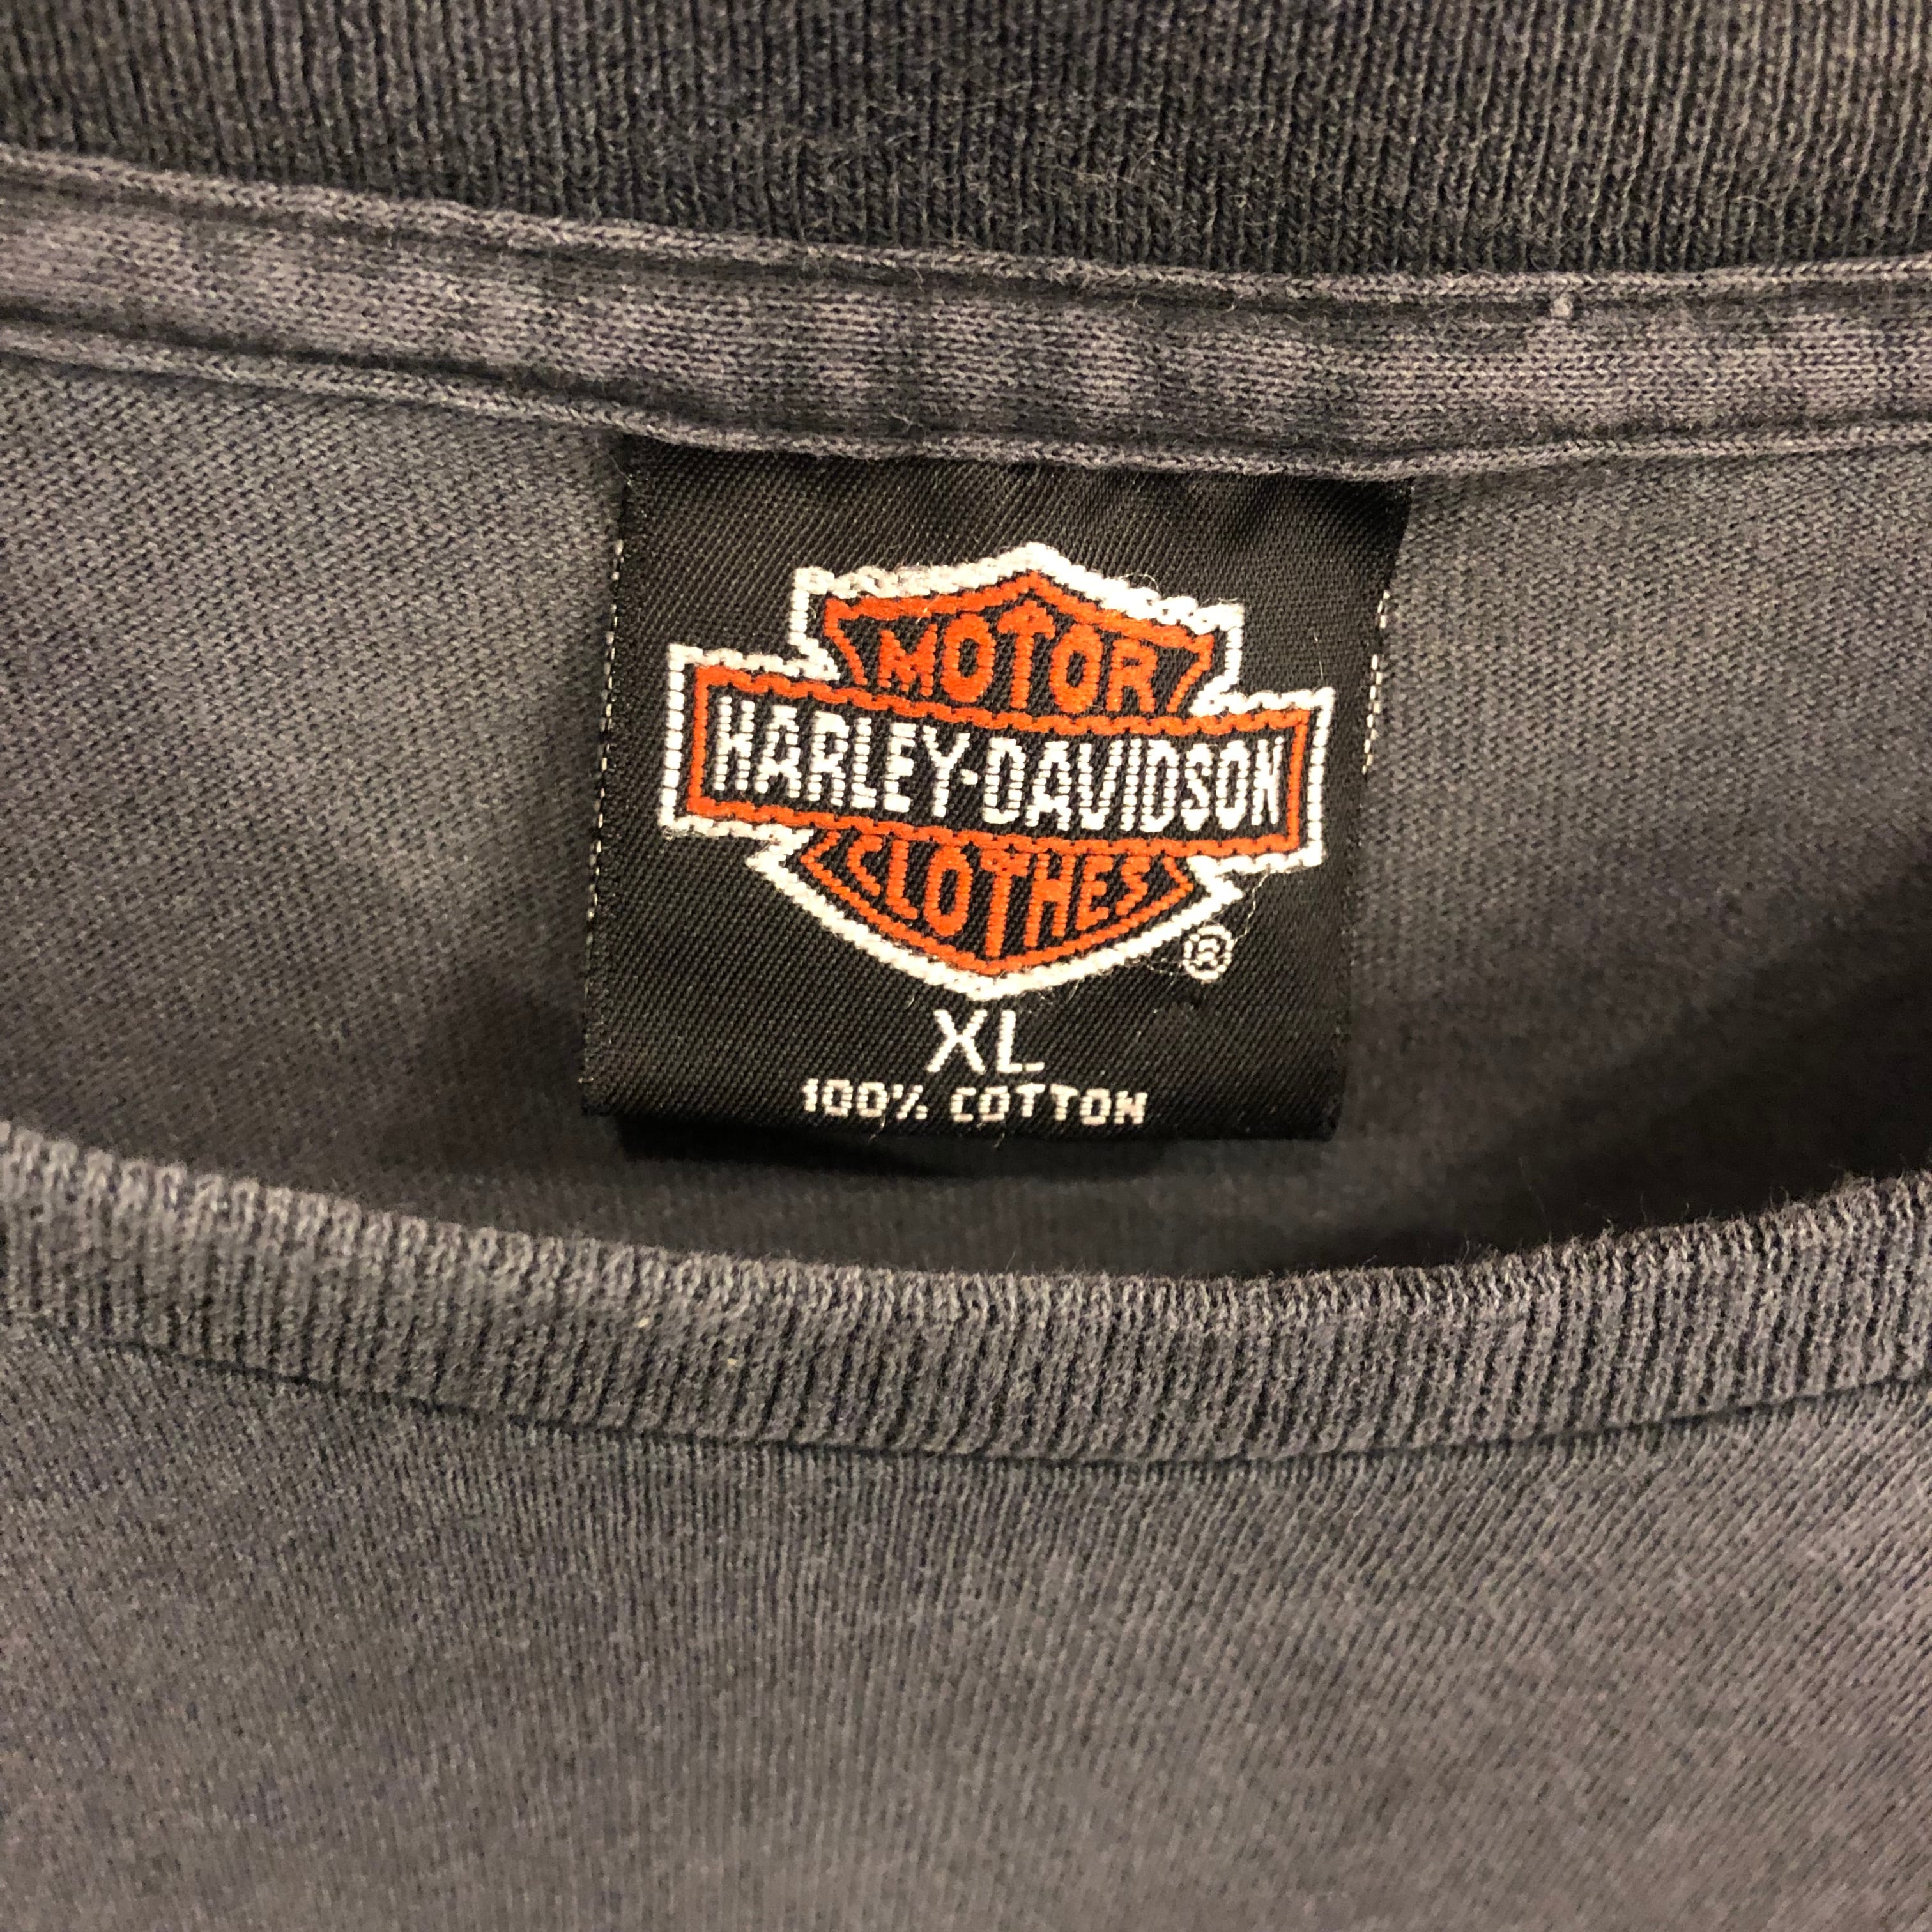 MOTOR
HARLEY-DAVIDSON
CLOTHES
®
XL
100% COTTON